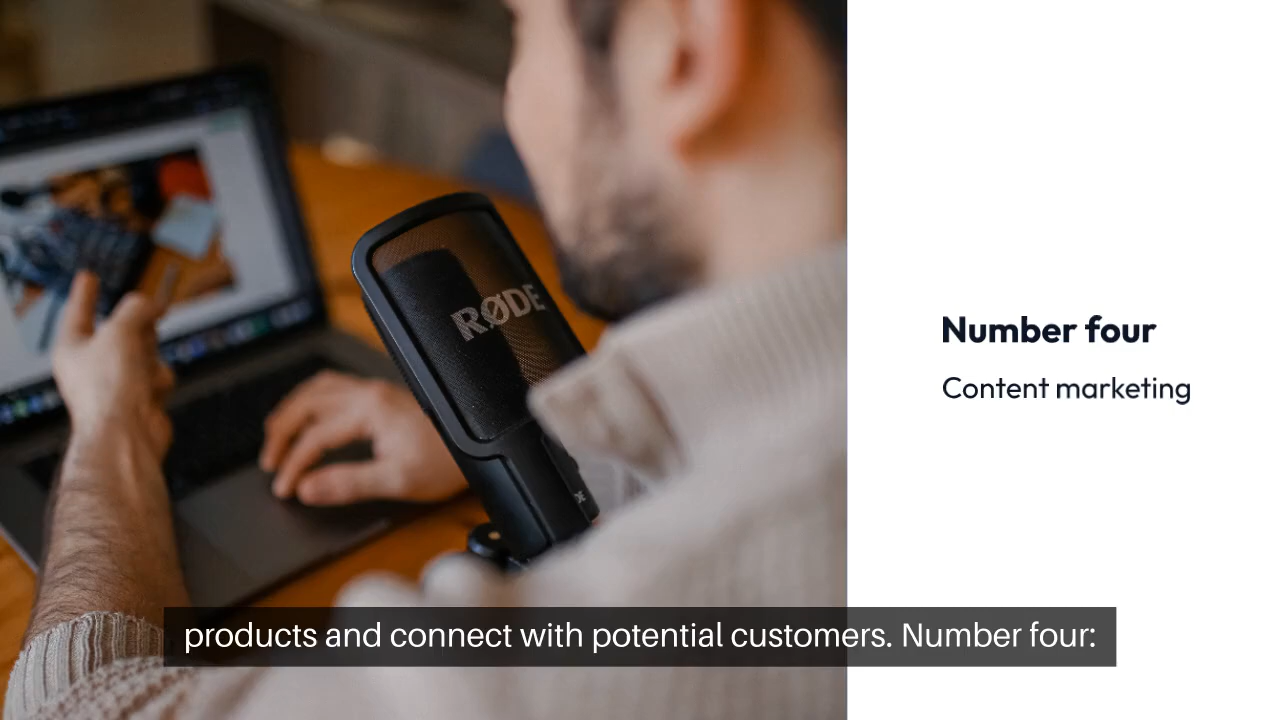 RØDE
Number four
Content marketing
products and connect with potential customers. Number four: